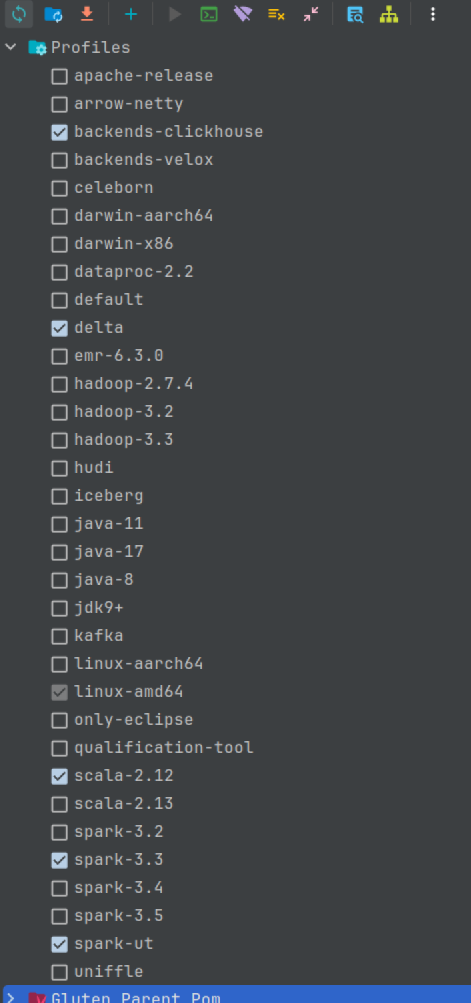 Profiles
apache-release
arrow-netty
backends-clickhouse
backends-velox
celeborn
darwin-aarch64
darwin-x86
dataproc-2.2
default
delta
emr-6.3.0
hadoop-2.7.4
hadoop-3.2
hadoop-3.3
hudi
iceberg
java-11
java-17
java-8
jdk9+
kafka
linux-aarch64
linux-amd64
only-eclipse
qualification-tool
scala-2.12
scala-2.13
spark-3.2
spark-3.3
spark-3.4
spark-3.5
spark-ut
uniffle
Gluten Parent Pom